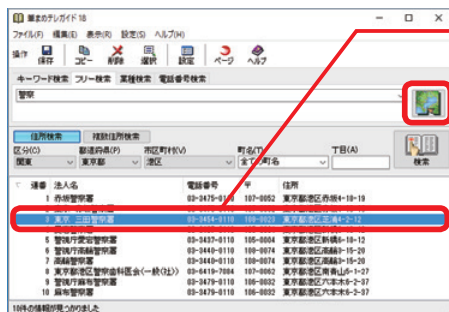 筆まめテレガイド 18
ファイル(F) 編集(E) 表示(R) 設定(S) ヘルプ(H)
操作 保存 コピー 削除 選択 設定 ページ ヘルプ
キーワード検索 フリー検索 業種検索 電話番号検索
警察
住所検索 複数住所検索
区分(C) 都道府県(P) 市区町村(V) 町名(T) 丁目(A)
関東 東京都 港区 全ての町名 検索
連番 法人名 電話番号 〒 住所
1 赤坂警察署 03-3475-0110 107-0052 東京都港区赤坂4-18-19
3 東京 三田警察署 03-3454-0110 108-0023 東京都港区芝浦4-2-12
5 警視庁愛宕警察署 03-3437-0110 105-0004 東京都港区新橋6-18-12
6 警視庁高輪警察署 03-3440-0110 108-0074 東京都港区高輪3-15-20
7 高輪警察署 03-3440-0110 108-0074 東京都港区高輪3-15-20
8 東京都港区警察歯科医会(一般(社)) 03-6419-7084 107-0062 東京都港区南青山5-1-27
9 警視庁麻布警察署 03-3479-0110 106-0032 東京都港区六本木6-2-37
10 麻布警察署 03-3479-0110 106-0032 東京都港区六本木6-2-37
10件の情報が見つかりました